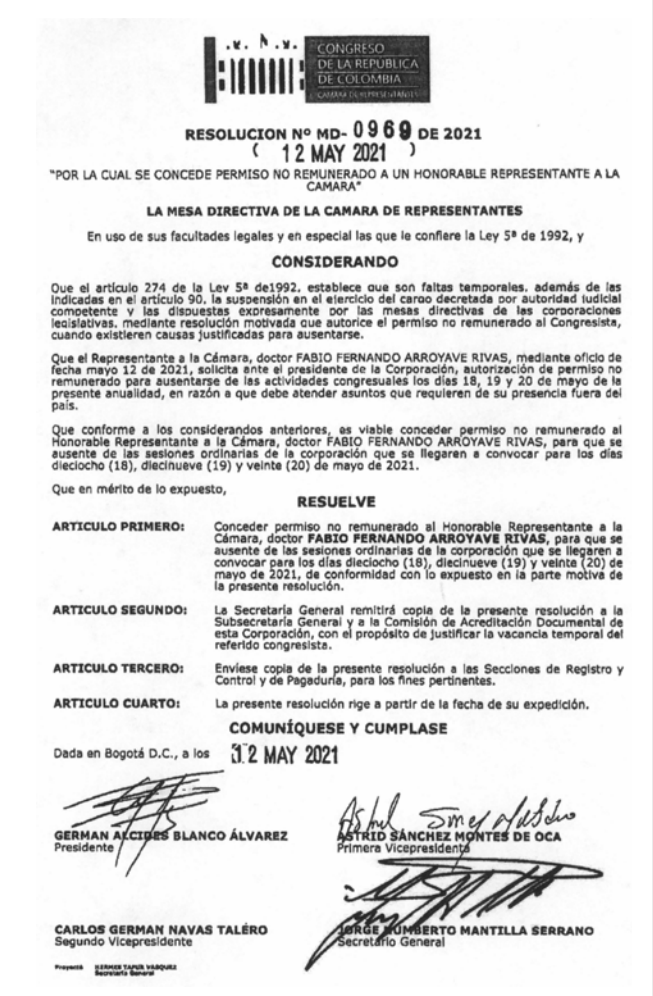 CONGRESO
DE LA REPÚBLICA
DE COLOMBIA
CAMARA DE REPRESENTANTES
RESOLUCION Nº MD- 0969 DE 2021
( 12 MAY 2021 )
"POR LA CUAL SE CONCEDE PERMISO NO REMUNERADO A UN HONORABLE REPRESENTANTE A LA
CAMARA"
LA MESA DIRECTIVA DE LA CAMARA DE REPRESENTANTES
En uso de sus facultades legales y en especial las que le confiere la Ley 5ª de 1992, y
CONSIDERANDO
Que el artículo 274 de la Ley 5ª de1992, establece que son faltas temporales, además de las
indicadas en el artículo 90, la suspensión en el ejercicio del cargo decretada por autoridad judicial
competente y las dispuestas expresamente por las mesas directivas de las corporaciones
legislativas, mediante resolución motivada que autorice el permiso no remunerado al Congresista,
cuando existieren causas justificadas para ausentarse.
Que el Representante a la Cámara, doctor FABIO FERNANDO ARROYAVE RIVAS, mediante oficio de
fecha mayo 12 de 2021, solicita ante el presidente de la Corporación, autorización de permiso no
remunerado para ausentarse de las actividades congresuales los días 18, 19 y 20 de mayo de la
presente anualidad, en razón a que debe atender asuntos que requieren de su presencia fuera del
país.
Que conforme a los considerandos anteriores, es viable conceder permiso no remunerado al
Honorable Representante a la Cámara, doctor FABIO FERNANDO ARROYAVE RIVAS, para que se
ausente de las sesiones ordinarias de la corporación que se llegaren a convocar para los días
dieciocho (18), diecinueve (19) y veinte (20) de mayo de 2021.
Que en mérito de lo expuesto,
RESUELVE
ARTICULO PRIMERO: Conceder permiso no remunerado al Honorable Representante a la
Cámara, doctor FABIO FERNANDO ARROYAVE RIVAS, para que se
ausente de las sesiones ordinarias de la corporación que se llegaren a
convocar para los días dieciocho (18), diecinueve (19) y veinte (20) de
mayo de 2021, de conformidad con lo expuesto en la parte motiva de
la presente resolución.
ARTICULO SEGUNDO: La Secretaría General remitirá copia de la presente resolución a la
Subsecretaría General y a la Comisión de Acreditación Documental de
esta Corporación, con el propósito de justificar la vacancia temporal del
referido congresista.
ARTICULO TERCERO: Envíese copia de la presente resolución a las Secciones de Registro y
Control y de Pagaduría, para los fines pertinentes.
ARTICULO CUARTO: La presente resolución rige a partir de la fecha de su expedición.
COMUNÍQUESE Y CUMPLASE
Dada en Bogotá D.C., a los 12 MAY 2021
GERMAN ALCIDES BLANCO ÁLVAREZ
Presidente
ASTRID SÁNCHEZ MONTES DE OCA
Primera Vicepresidenta
CARLOS GERMAN NAVAS TALÉRO
Segundo Vicepresidente
JORGE HUMBERTO MANTILLA SERRANO
Secretario General
Proyectó
Secretaría General